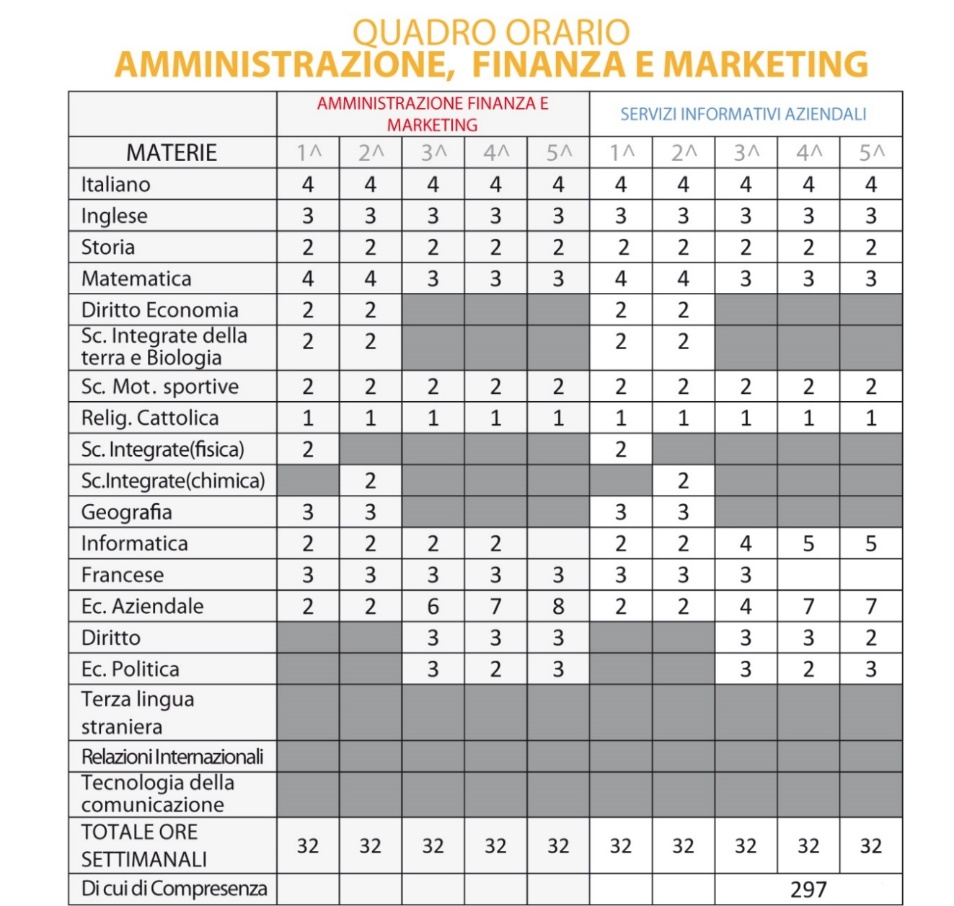 QUADRO ORARIO
AMMINISTRAZIONE, FINANZA E MARKETING
AMMINISTRAZIONE FINANZA E
MARKETING
SERVIZI INFORMATIVI AZIENDALI
MATERIE 1^ 2^ 3^ 4^ 5^ 1^ 2^ 3^ 4^ 5^
Italiano 4 4 4 4 4 4 4 4 4 4
Inglese 3 3 3 3 3 3 3 3 3 3
Storia 2 2 2 2 2 2 2 2 2 2
Matematica 4 4 3 3 3 4 4 3 3 3
Diritto Economia 2 2 2 2
Sc. Integrate della
terra e Biologia 2 2 2 2
Sc. Mot. sportive 2 2 2 2 2 2 2 2 2 2
Relig. Cattolica 1 1 1 1 1 1 1 1 1 1
Sc. Integrate(fisica) 2 2
Sc.Integrate(chimica) 2 2
Geografia 3 3 3 3
Informatica 2 2 2 2 2 2 4 5 5
Francese 3 3 3 3 3 3 3 3
Ec. Aziendale 2 2 6 7 8 2 2 4 7 7
Diritto 3 3 3 3 3 2
Ec. Politica 3 2 3 3 2 3
Terza lingua
straniera
Relazioni Internazionali
Tecnologia della
comunicazione
TOTALE ORE
SETTIMANALI 32 32 32 32 32 32 32 32 32 32
Di cui di Compresenza 297